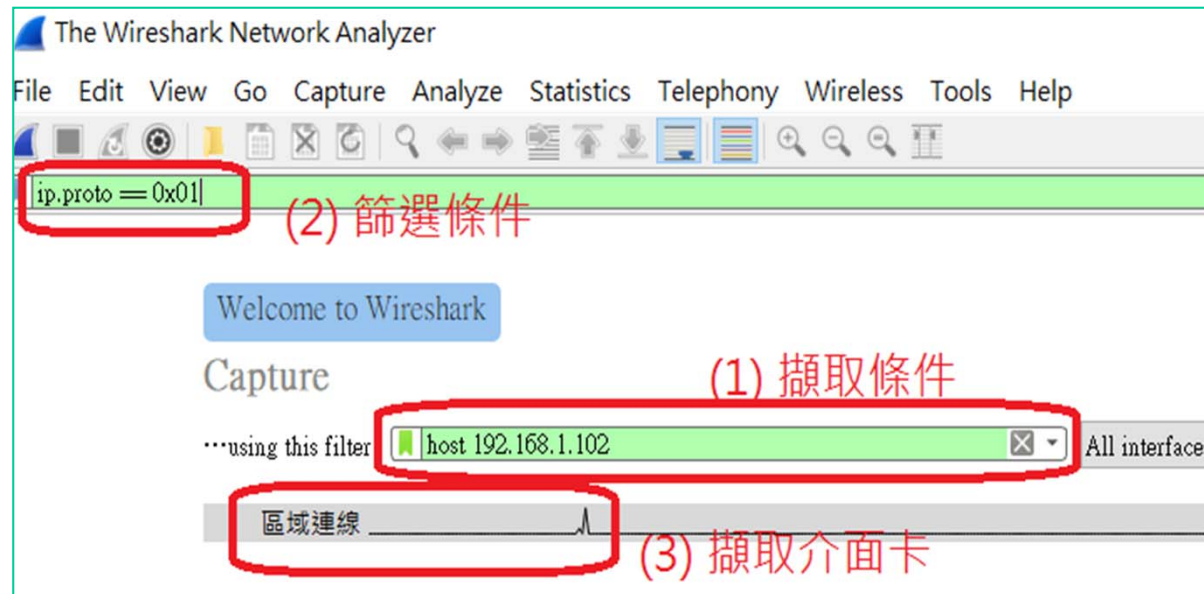 The Wireshark Network Analyzer
File Edit View Go Capture Analyze Statistics Telephony Wireless Tools Help
ip.proto == 0x01
(2) 篩選條件
Welcome to Wireshark
Capture
(1) 擷取條件
…using this filter host 192.168.1.102 All interface
區域連線
(3) 擷取介面卡